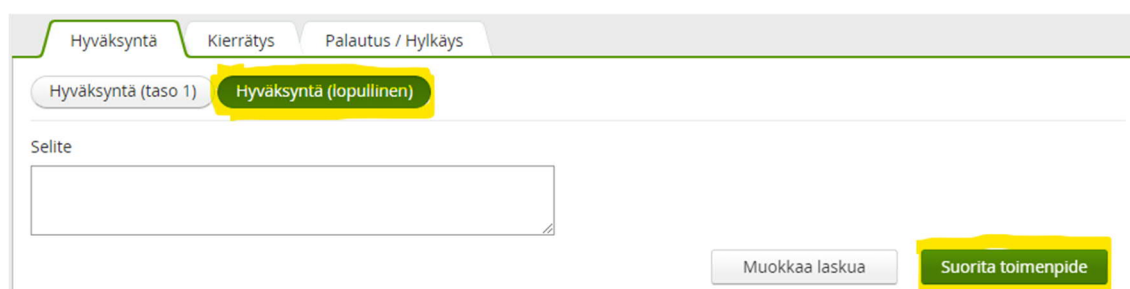 Hyväksyntä Kierrätys Palautus / Hylkäys
Hyväksyntä (taso 1) Hyväksyntä (lopullinen)
Selite
Muokkaa laskua Suorita toimenpide